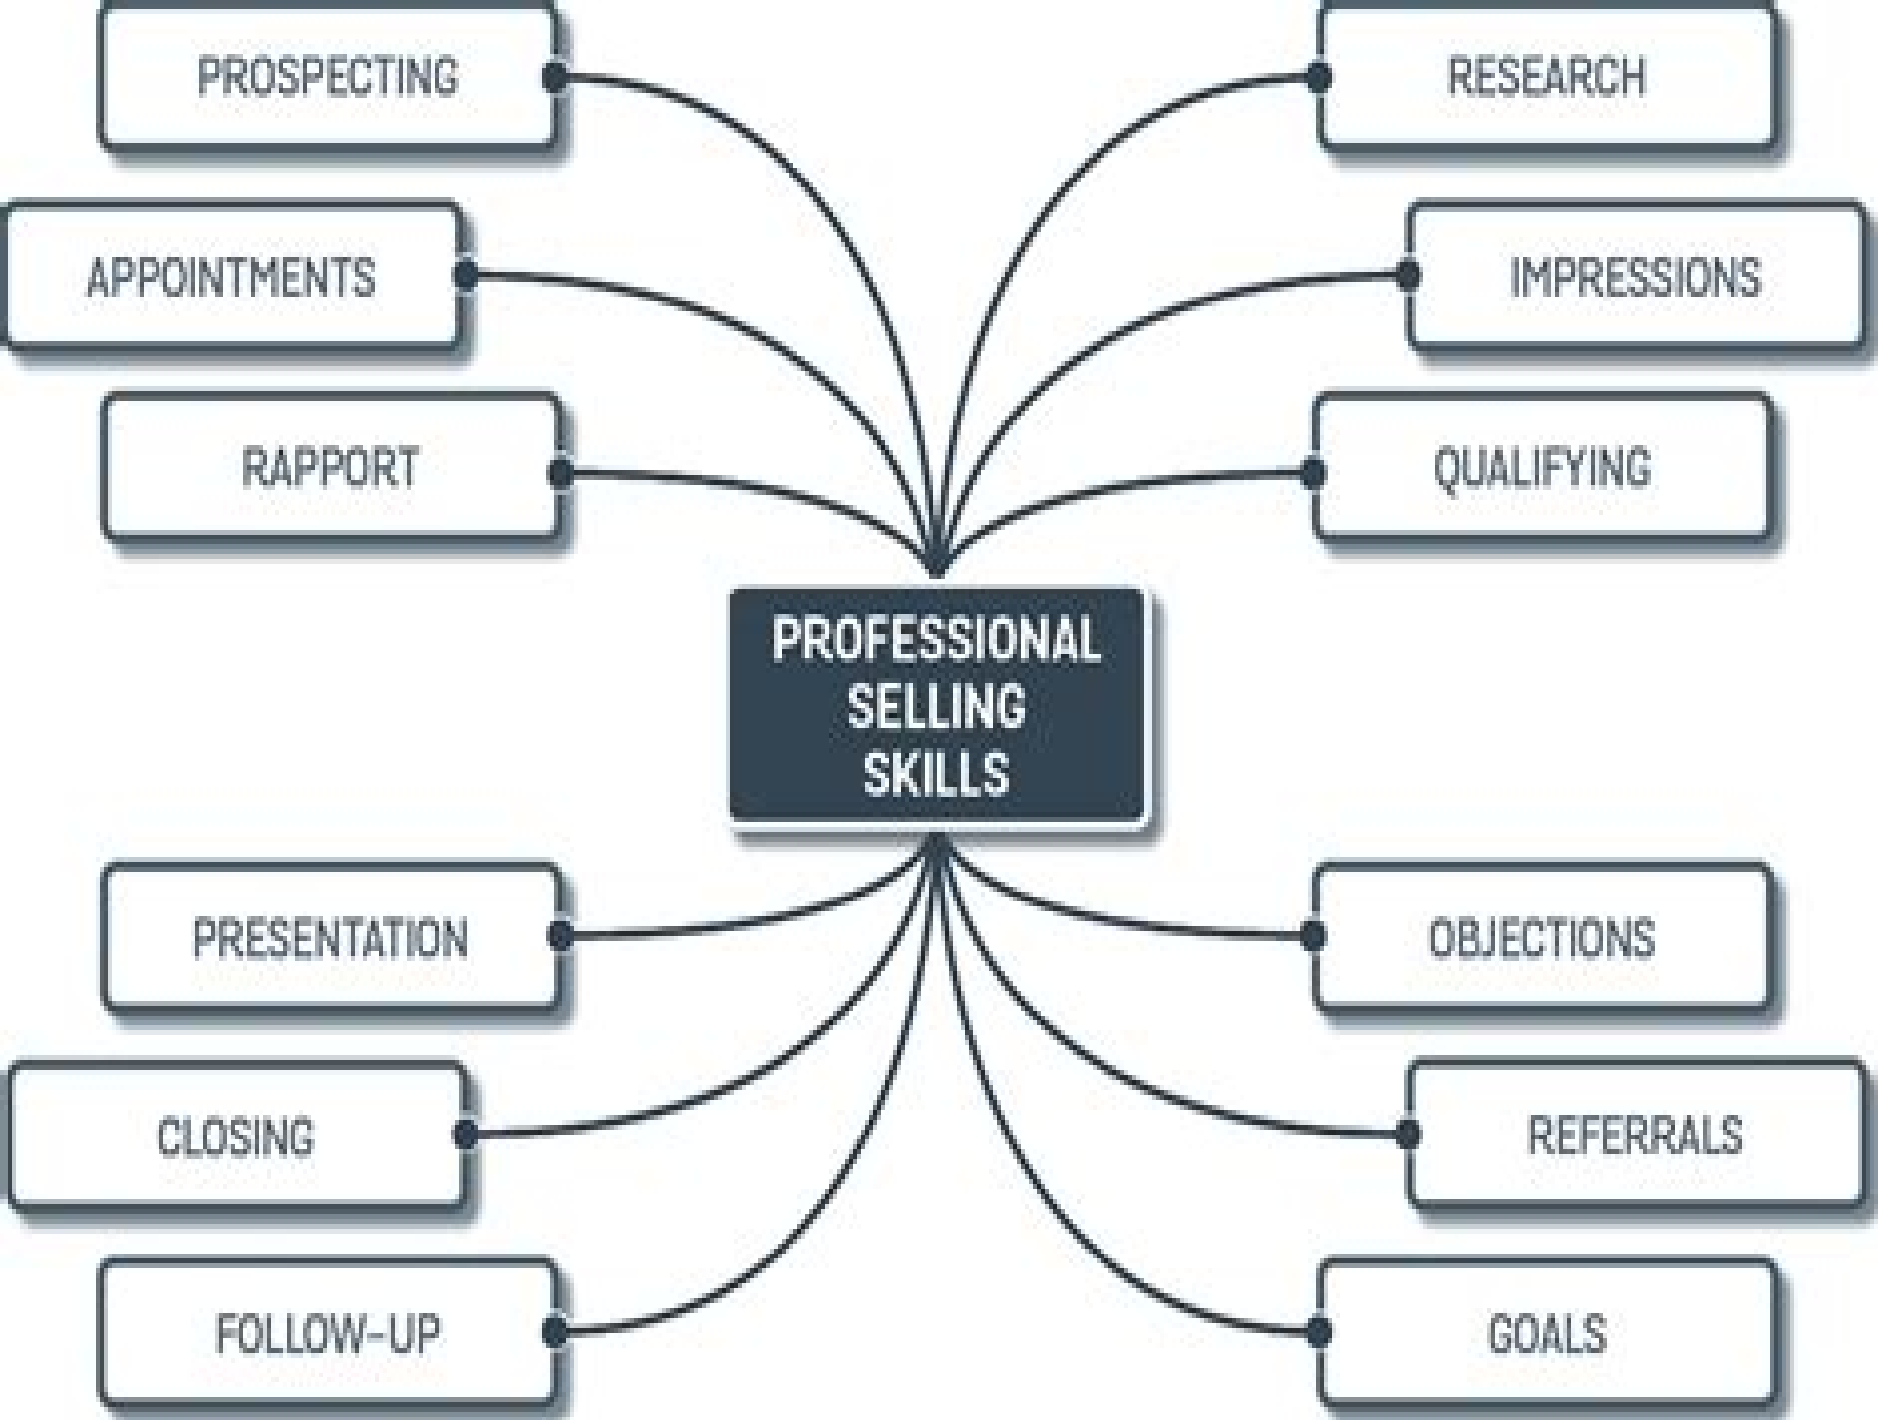 PROSPECTING
RESEARCH
APPOINTMENTS
IMPRESSIONS
RAPPORT
QUALIFYING
PROFESSIONAL
SELLING
SKILLS
PRESENTATION
OBJECTIONS
CLOSING
REFERRALS
FOLLOW-UP
GOALS